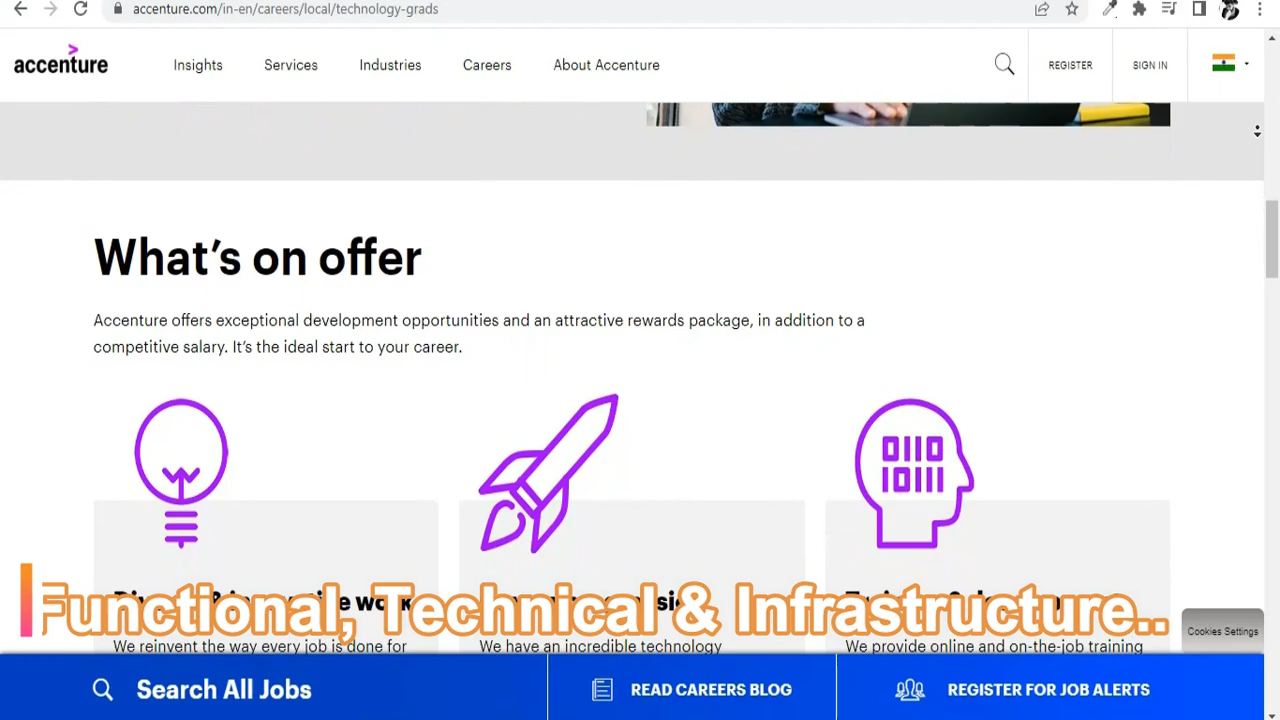 accenture.com/in-en/careers/local/technology-grads
accenture
Insights
Services
Industries
Careers
About Accenture
REGISTER
SIGN IN
What's on offer
Accenture offers exceptional development opportunities and an attractive rewards package, in addition to a
competitive salary. It's the ideal start to your career.
0110
10111
Functional, Technical & Infrastructure..
We reinvent the way every job is done for
We have an incredible technology
We provide online and on-the-job training
Cookies Settings
Search All Jobs
READ CAREERS BLOG
REGISTER FOR JOB ALERTS